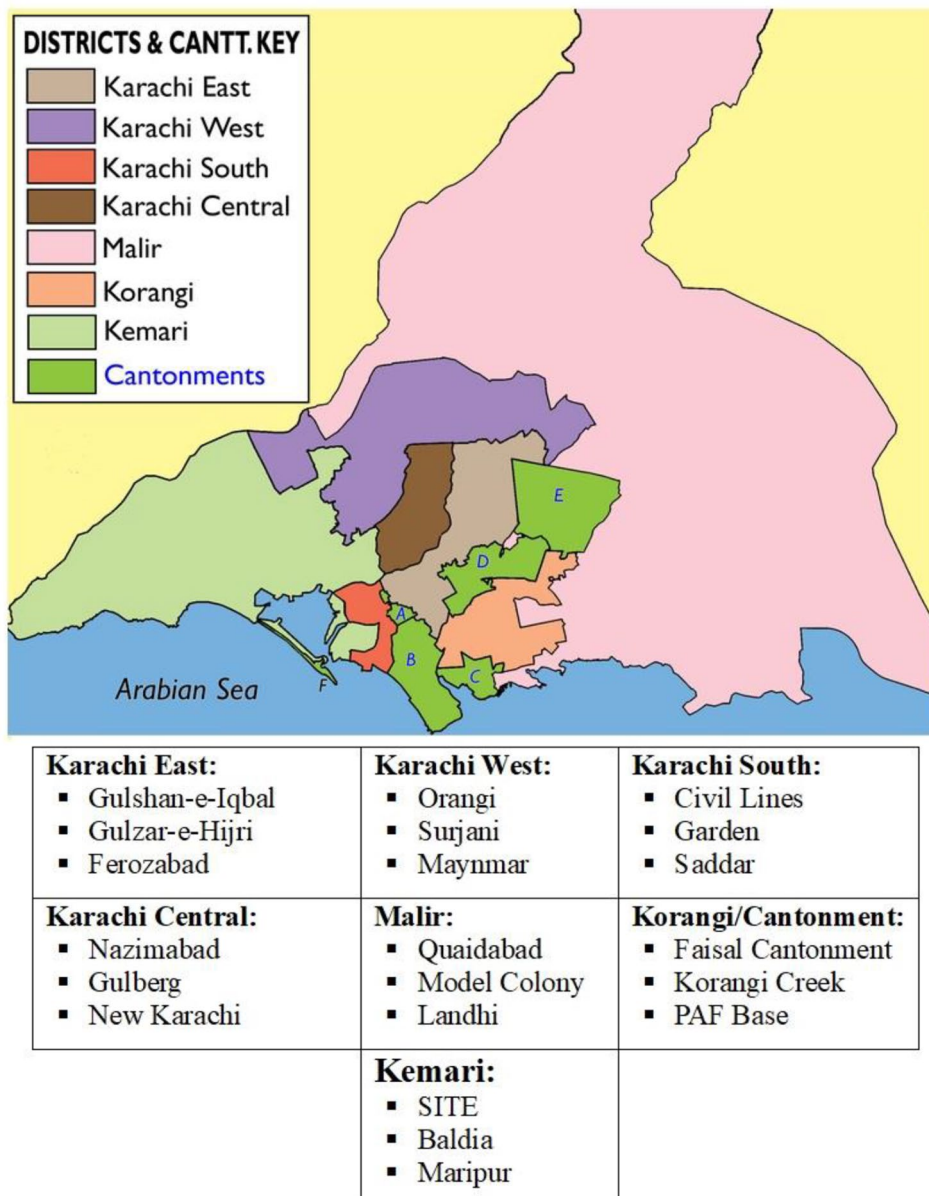 DISTRICTS & CANTT. KEY
Karachi East
Karachi West
Karachi South
Karachi Central
Malir
Korangi
Kemari
Cantonments
E
D
A
B
C
F
Arabian Sea
Karachi East:
▪ Gulshan-e-Iqbal
▪ Gulzar-e-Hijri
▪ Ferozabad
Karachi West:
▪ Orangi
▪ Surjani
▪ Maynmar
Karachi South:
▪ Civil Lines
▪ Garden
▪ Saddar
Karachi Central:
▪ Nazimabad
▪ Gulberg
▪ New Karachi
Malir:
▪ Quaidabad
▪ Model Colony
▪ Landhi
Korangi/Cantonment:
▪ Faisal Cantonment
▪ Korangi Creek
▪ PAF Base
Kemari:
▪ SITE
▪ Baldia
▪ Maripur